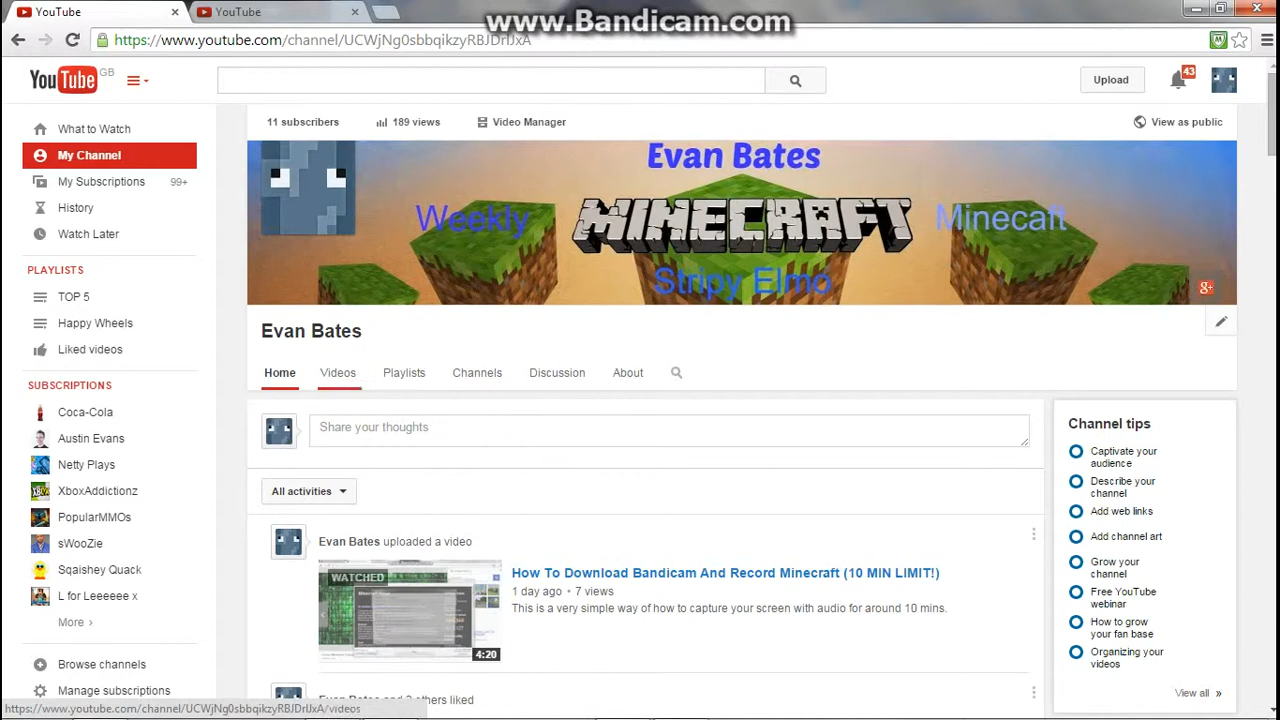 YouTube
YouTube
www.Bandicam.com
https://www.youtube.com/channel/UCWjNg0sbbqikzyRBJDrIJxA
YouTube GB
Upload
43
What to Watch
My Channel
My Subscriptions 99+
History
Watch Later
PLAYLISTS
TOP 5
Happy Wheels
Liked videos
SUBSCRIPTIONS
Coca-Cola
Austin Evans
Netty Plays
XboxAddictionz
PopularMMOs
sWooZie
Sqaishey Quack
L for Leeeeee x
More ›
Browse channels
Manage subscriptions
11 subscribers 189 views Video Manager View as public
Evan Bates
Weekly MINECRAFT Minecaft
Stripy Elmo
g+
Evan Bates
Home Videos Playlists Channels Discussion About
Share your thoughts
All activities
Evan Bates uploaded a video
WATCHED
4:20
How To Download Bandicam And Record Minecraft (10 MIN LIMIT!)
1 day ago • 7 views
This is a very simple way of how to capture your screen with audio for around 10 mins.
Evan Bates and 2 others liked
Channel tips
Captivate your
audience
Describe your
channel
Add web links
Add channel art
Grow your
channel
Free YouTube
webinar
How to grow
your fan base
Organizing your
videos
View all »
https://www.youtube.com/channel/UCWjNg0sbbqikzyRBJDrIJxA/videos